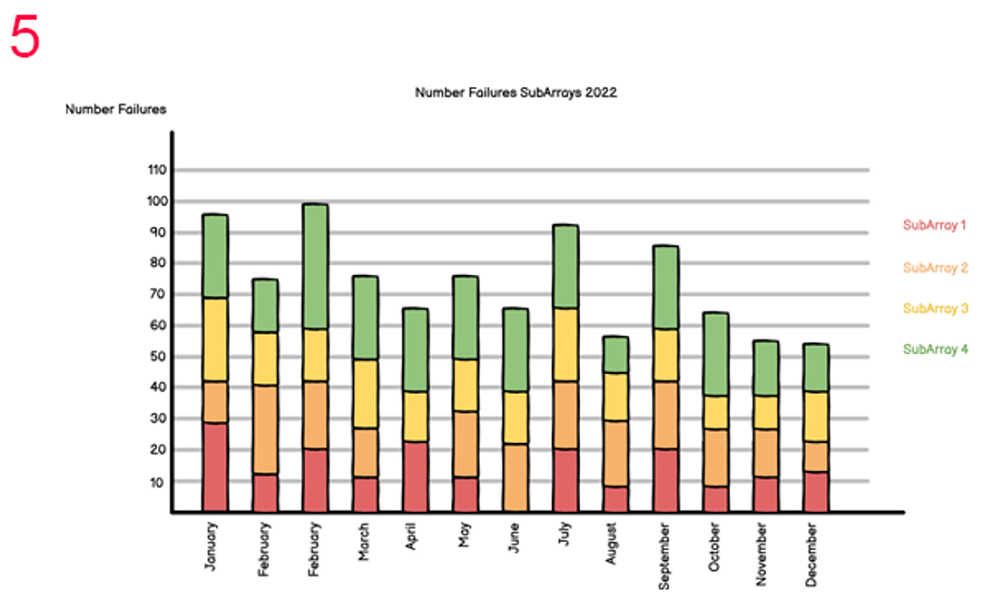 5
Number Failures SubArrays 2022
Number Failures
110
100
90
80
70
60
50
40
30
20
10
SubArray 1
SubArray 2
SubArray 3
SubArray 4
January
February
February
March
April
May
June
July
August
September
October
November
December